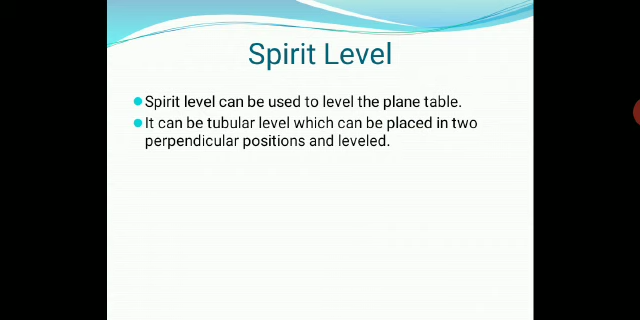 Spirit Level
Spirit level can be used to level the plane table.
It can be tubular level which can be placed in two
perpendicular positions and leveled.